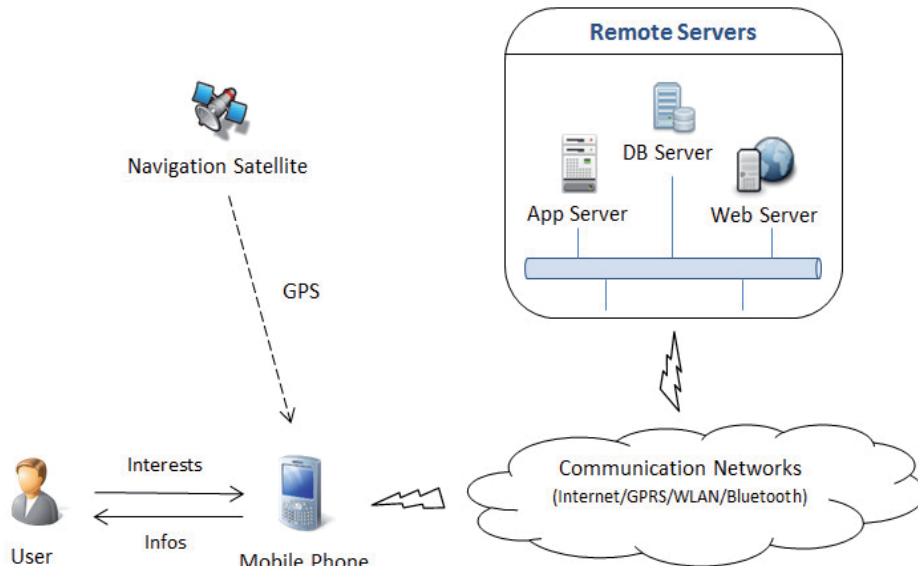 Remote Servers
DB Server
App Server
Web Server
Navigation Satellite
GPS
Interests
Infos
User
Mobile Phone
Communication Networks
(Internet/GPRS/WLAN/Bluetooth)